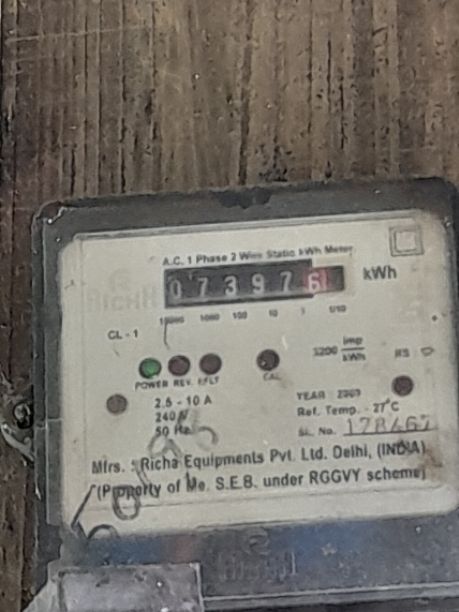 A.C. 1 Phase 2 Wire Static kWh Meter
073976 kWh
10000 1000 100 10 1 1/10
CL - 1
3200 imp/kWh
POWER REV. E/LT CAL
2.5 - 10 A
240 V
50 Hz
YEAR : 2009
Ref. Temp. - 27°C
SL. No. 178467
Mfrs. : Richa Equipments Pvt. Ltd. Delhi, (INDIA)
(Property of Me. S.E.B. under RGGVY scheme)